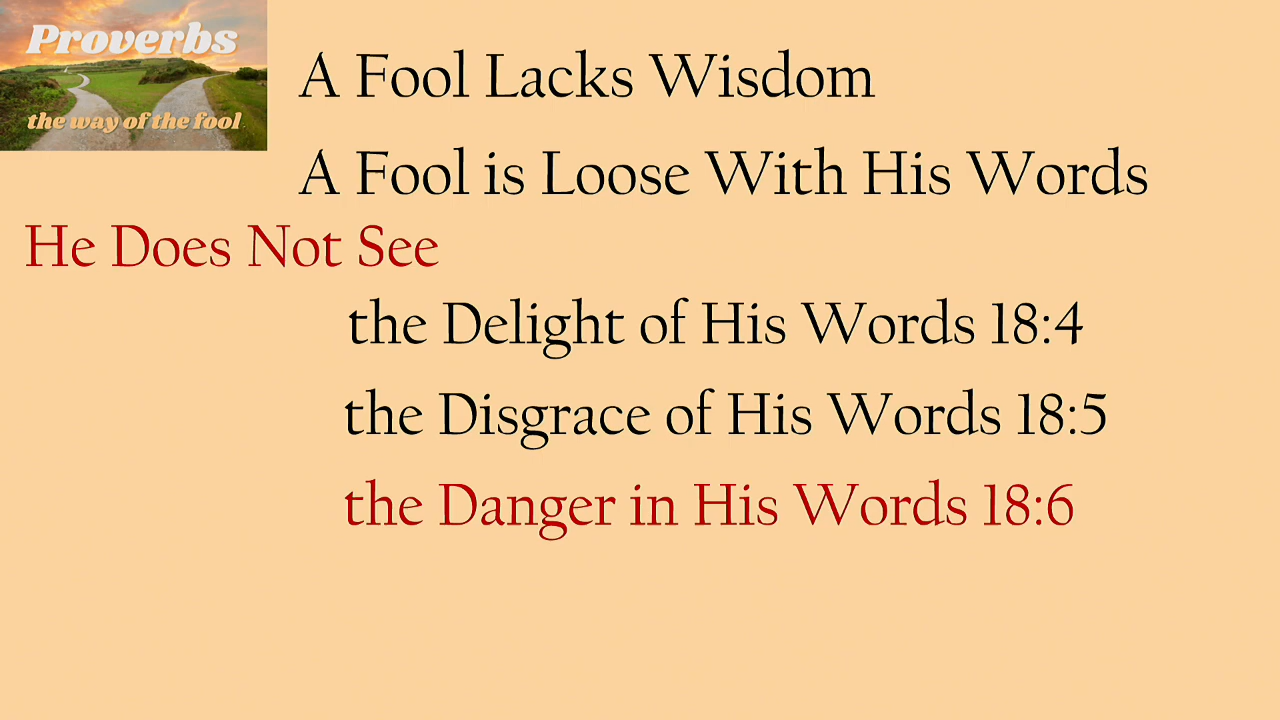 Proverbs
the way of the fool
A Fool Lacks Wisdom
A Fool is Loose With His Words
He Does Not See
the Delight of His Words 18:4
the Disgrace of His Words 18:5
the Danger in His Words 18:6